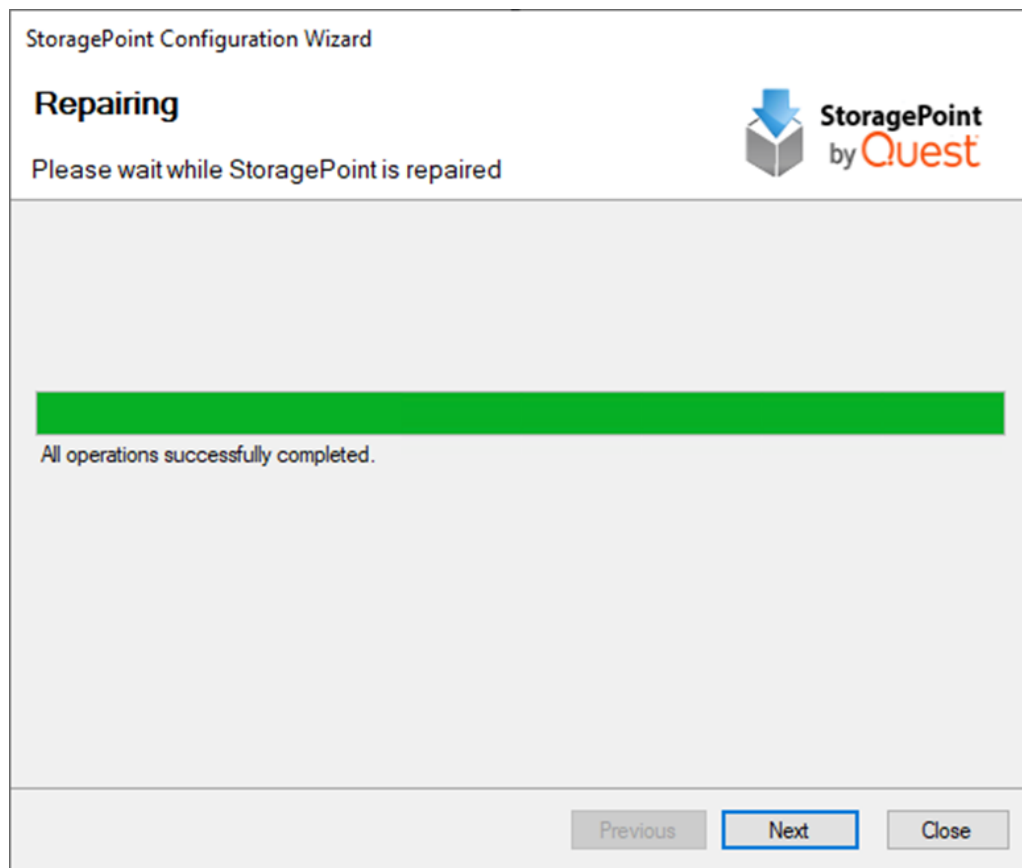 StoragePoint Configuration Wizard
Repairing
Please wait while StoragePoint is repaired
StoragePoint
by Quest
All operations successfully completed.
Previous
Next
Close